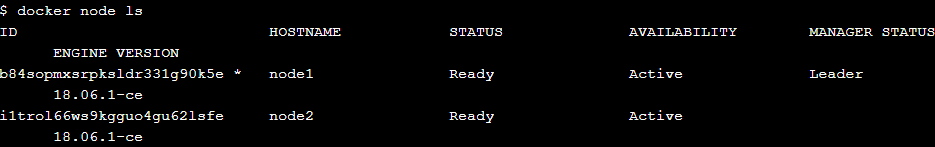 $ docker node ls
ID HOSTNAME STATUS AVAILABILITY MANAGER STATUS
ENGINE VERSION
b84sopmxsrpksldr331g90k5e * node1 Ready Active Leader
18.06.1-ce
i1trol66ws9kgguo4gu62lsfe node2 Ready Active
18.06.1-ce